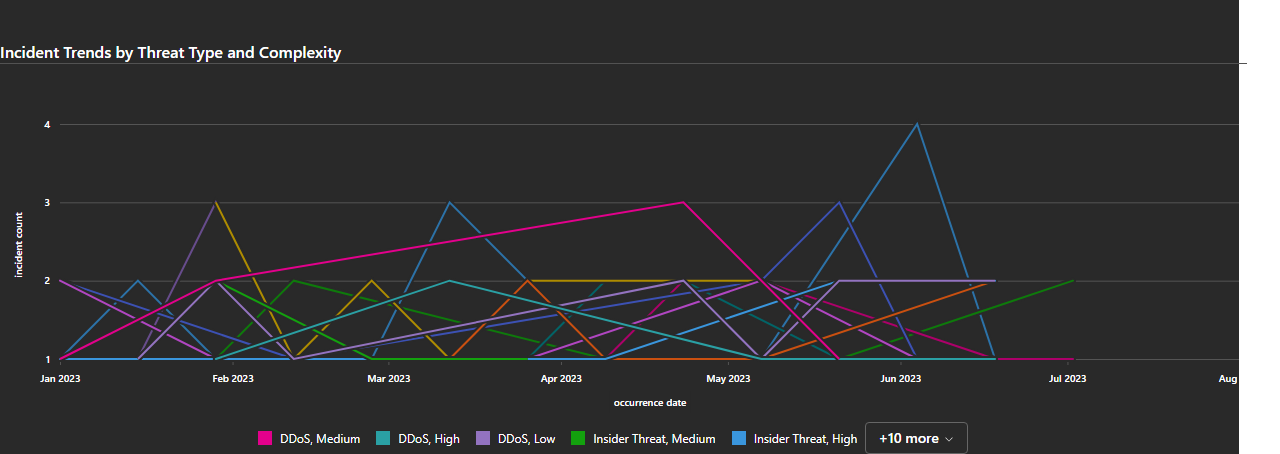 Incident Trends by Threat Type and Complexity
4
3
2
1
incident count
Jan 2023 Feb 2023 Mar 2023 Apr 2023 May 2023 Jun 2023 Jul 2023 Aug
occurrence date
DDoS, Medium DDoS, High DDoS, Low Insider Threat, Medium Insider Threat, High +10 more